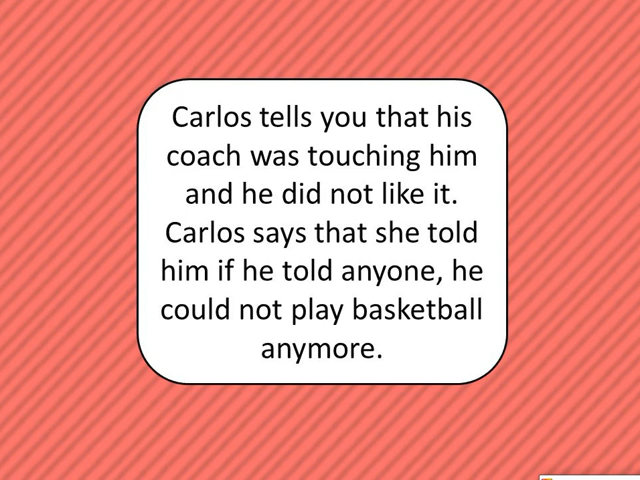 Carlos tells you that his
coach was touching him
and he did not like it.
Carlos says that she told
him if he told anyone, he
could not play basketball
anymore.